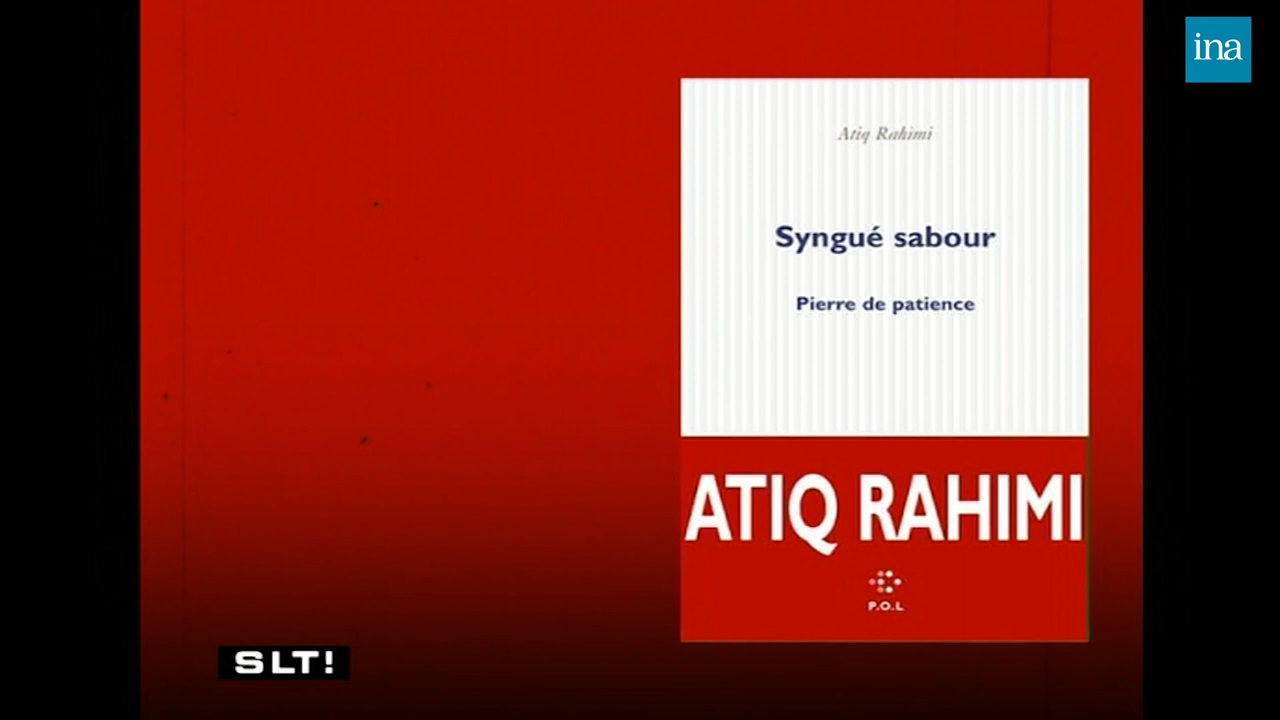 ina
Atiq Rahimi
Syngué sabour
Pierre de patience
ATIQ RAHIMI
P.O.L
SLT!